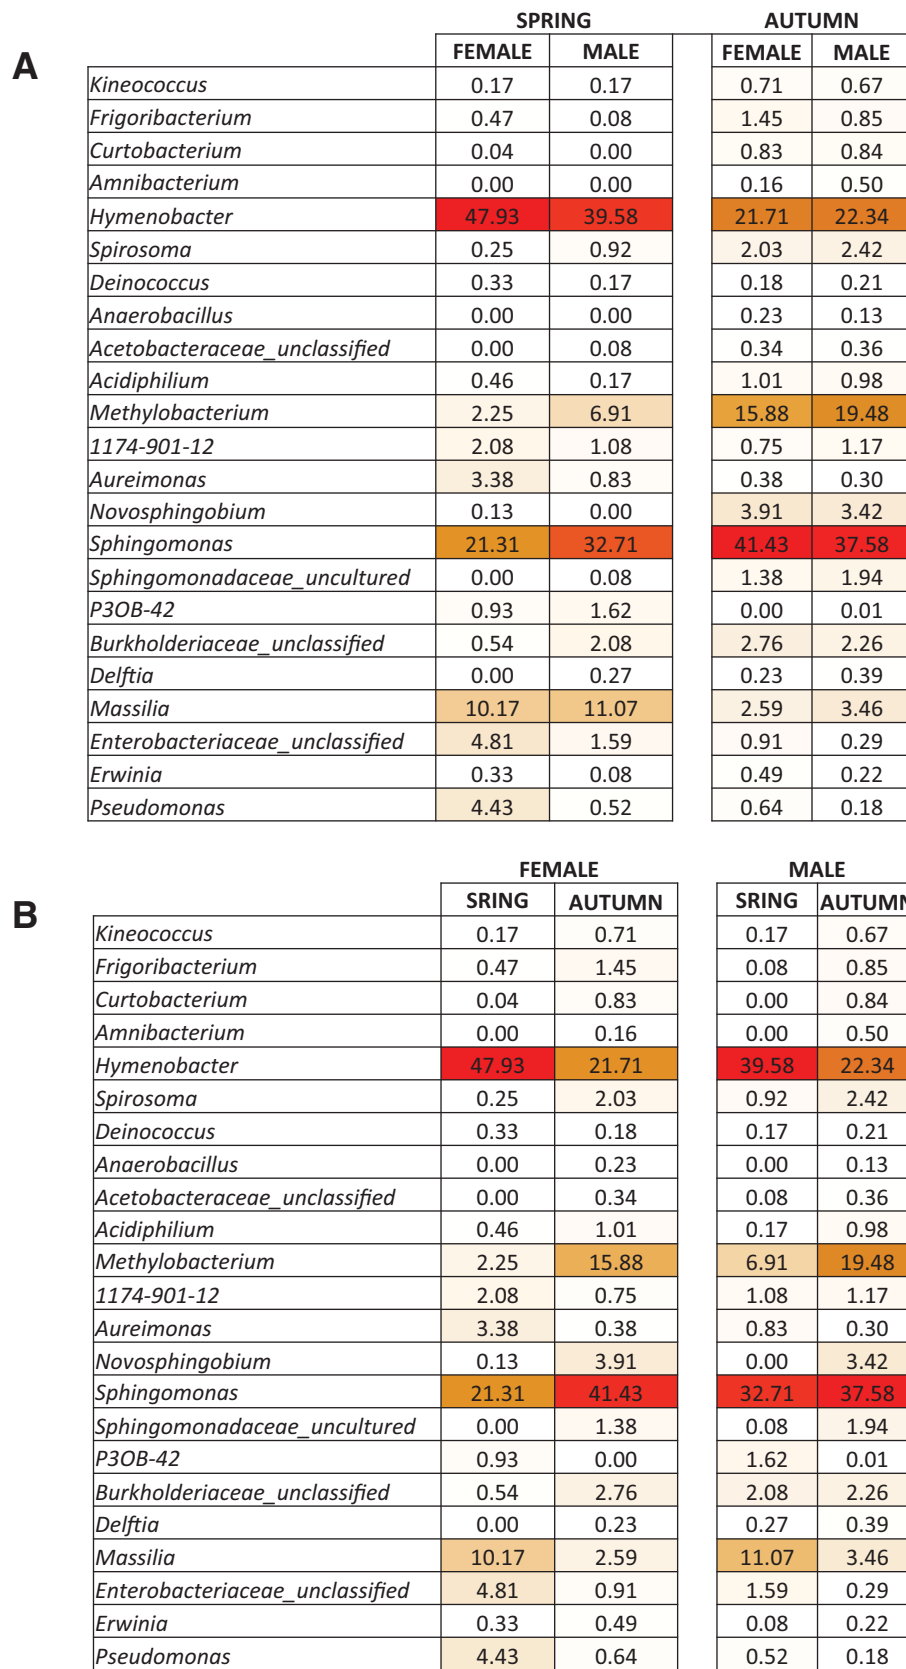 SPRING AUTUMN
A FEMALE MALE FEMALE MALE
Kineococcus 0.17 0.17 0.71 0.67
Frigoribacterium 0.47 0.08 1.45 0.85
Curtobacterium 0.04 0.00 0.83 0.84
Amnibacterium 0.00 0.00 0.16 0.50
Hymenobacter 47.93 39.58 21.71 22.34
Spirosoma 0.25 0.92 2.03 2.42
Deinococcus 0.33 0.17 0.18 0.21
Anaerobacillus 0.00 0.00 0.23 0.13
Acetobacteraceae_unclassified 0.00 0.08 0.34 0.36
Acidiphilium 0.46 0.17 1.01 0.98
Methylobacterium 2.25 6.91 15.88 19.48
1174-901-12 2.08 1.08 0.75 1.17
Aureimonas 3.38 0.83 0.38 0.30
Novosphingobium 0.13 0.00 3.91 3.42
Sphingomonas 21.31 32.71 41.43 37.58
Sphingomonadaceae_uncultured 0.00 0.08 1.38 1.94
P3OB-42 0.93 1.62 0.00 0.01
Burkholderiaceae_unclassified 0.54 2.08 2.76 2.26
Delftia 0.00 0.27 0.23 0.39
Massilia 10.17 11.07 2.59 3.46
Enterobacteriaceae_unclassified 4.81 1.59 0.91 0.29
Erwinia 0.33 0.08 0.49 0.22
Pseudomonas 4.43 0.52 0.64 0.18
FEMALE MALE
B SRING AUTUMN SRING AUTUMN
Kineococcus 0.17 0.71 0.17 0.67
Frigoribacterium 0.47 1.45 0.08 0.85
Curtobacterium 0.04 0.83 0.00 0.84
Amnibacterium 0.00 0.16 0.00 0.50
Hymenobacter 47.93 21.71 39.58 22.34
Spirosoma 0.25 2.03 0.92 2.42
Deinococcus 0.33 0.18 0.17 0.21
Anaerobacillus 0.00 0.23 0.00 0.13
Acetobacteraceae_unclassified 0.00 0.34 0.08 0.36
Acidiphilium 0.46 1.01 0.17 0.98
Methylobacterium 2.25 15.88 6.91 19.48
1174-901-12 2.08 0.75 1.08 1.17
Aureimonas 3.38 0.38 0.83 0.30
Novosphingobium 0.13 3.91 0.00 3.42
Sphingomonas 21.31 41.43 32.71 37.58
Sphingomonadaceae_uncultured 0.00 1.38 0.08 1.94
P3OB-42 0.93 0.00 1.62 0.01
Burkholderiaceae_unclassified 0.54 2.76 2.08 2.26
Delftia 0.00 0.23 0.27 0.39
Massilia 10.17 2.59 11.07 3.46
Enterobacteriaceae_unclassified 4.81 0.91 1.59 0.29
Erwinia 0.33 0.49 0.08 0.22
Pseudomonas 4.43 0.64 0.52 0.18